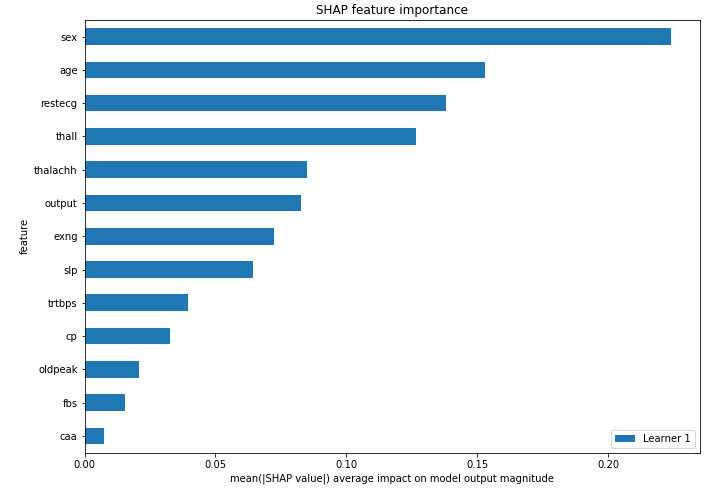 SHAP feature importance
sex
age
restecg
thall
thalachh
output
exng
slp
trtbps
cp
oldpeak
fbs
caa
feature
Learner 1
0.00 0.05 0.10 0.15 0.20
mean(|SHAP value|) average impact on model output magnitude